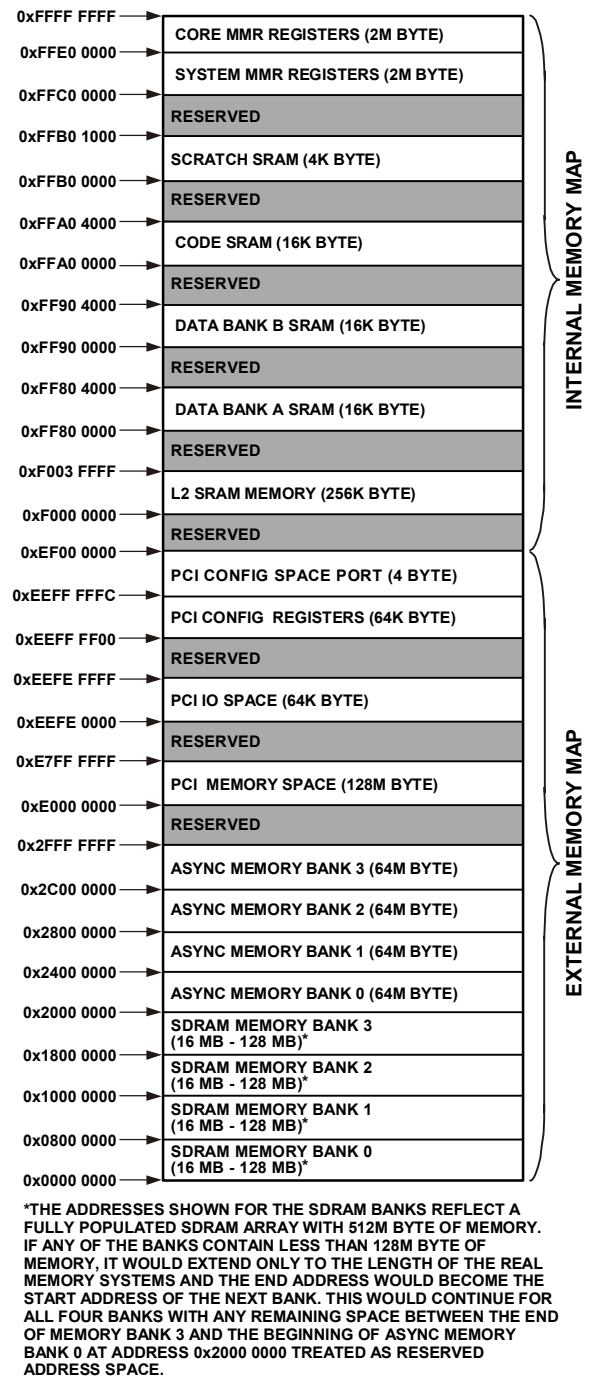 0xFFFF FFFF
CORE MMR REGISTERS (2M BYTE)
0xFFE0 0000
SYSTEM MMR REGISTERS (2M BYTE)
0xFFC0 0000
RESERVED
0xFFB0 1000
SCRATCH SRAM (4K BYTE)
0xFFB0 0000
RESERVED
0xFFA0 4000
CODE SRAM (16K BYTE)
0xFFA0 0000
RESERVED
0xFF90 4000
DATA BANK B SRAM (16K BYTE)
0xFF90 0000
RESERVED
0xFF80 4000
DATA BANK A SRAM (16K BYTE)
0xFF80 0000
RESERVED
0xF003 FFFF
L2 SRAM MEMORY (256K BYTE)
0xF000 0000
RESERVED
0xEF00 0000
INTERNAL MEMORY MAP
PCI CONFIG SPACE PORT (4 BYTE)
0xEEFF FFFC
PCI CONFIG REGISTERS (64K BYTE)
0xEEFF FF00
RESERVED
0xEEFE FFFF
PCI IO SPACE (64K BYTE)
0xEEFE 0000
RESERVED
0xE7FF FFFF
PCI MEMORY SPACE (128M BYTE)
0xE000 0000
RESERVED
0x2FFF FFFF
ASYNC MEMORY BANK 3 (64M BYTE)
0x2C00 0000
ASYNC MEMORY BANK 2 (64M BYTE)
0x2800 0000
ASYNC MEMORY BANK 1 (64M BYTE)
0x2400 0000
ASYNC MEMORY BANK 0 (64M BYTE)
0x2000 0000
SDRAM MEMORY BANK 3
(16 MB - 128 MB)*
0x1800 0000
SDRAM MEMORY BANK 2
(16 MB - 128 MB)*
0x1000 0000
SDRAM MEMORY BANK 1
(16 MB - 128 MB)*
0x0800 0000
SDRAM MEMORY BANK 0
(16 MB - 128 MB)*
0x0000 0000
EXTERNAL MEMORY MAP
*THE ADDRESSES SHOWN FOR THE SDRAM BANKS REFLECT A
FULLY POPULATED SDRAM ARRAY WITH 512M BYTE OF MEMORY.
IF ANY OF THE BANKS CONTAIN LESS THAN 128M BYTE OF
MEMORY, IT WOULD EXTEND ONLY TO THE LENGTH OF THE REAL
MEMORY SYSTEMS AND THE END ADDRESS WOULD BECOME THE
START ADDRESS OF THE NEXT BANK. THIS WOULD CONTINUE FOR
ALL FOUR BANKS WITH ANY REMAINING SPACE BETWEEN THE END
OF MEMORY BANK 3 AND THE BEGINNING OF ASYNC MEMORY
BANK 0 AT ADDRESS 0x2000 0000 TREATED AS RESERVED
ADDRESS SPACE.